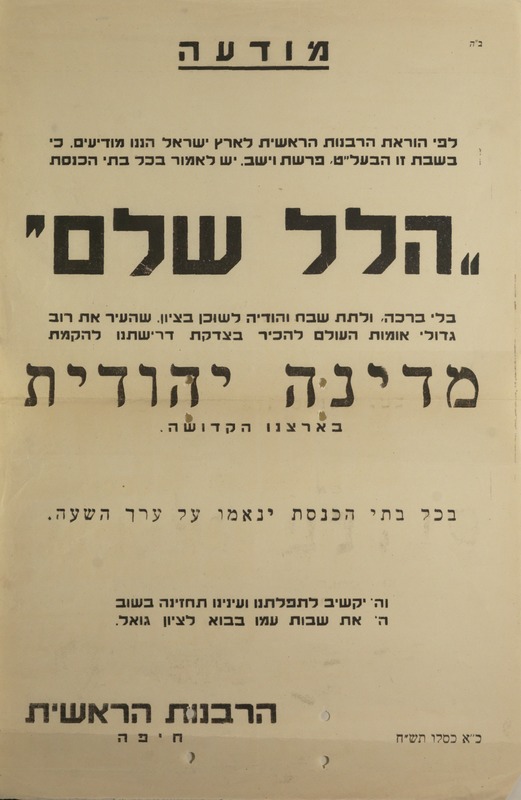 ב"ה
מודעה
לפי הוראת הרבנות הראשית לארץ ישראל הננו מודיעים, כי
בשבת זו הבעל"ט, פרשת וישב, יש לאמור בכל בתי הכנסת
„הלל שלם"
בלי ברכה, ולתת שבח והודיה לשוכן בציון, שהעיר את רוב
גדולי אומות העולם להכיר בצדקת דרישתנו להקמת
מדינה יהודית
בארצנו הקדושה.
בכל בתי הכנסת ינאמו על ערך השעה.
וה' יקשיב לתפלתנו ועינינו תחזינה בשוב
ה' את שבות עמו בבוא לציון גואל.
הרבנות הראשית
חיפה
כ"א כסלו תש"ח